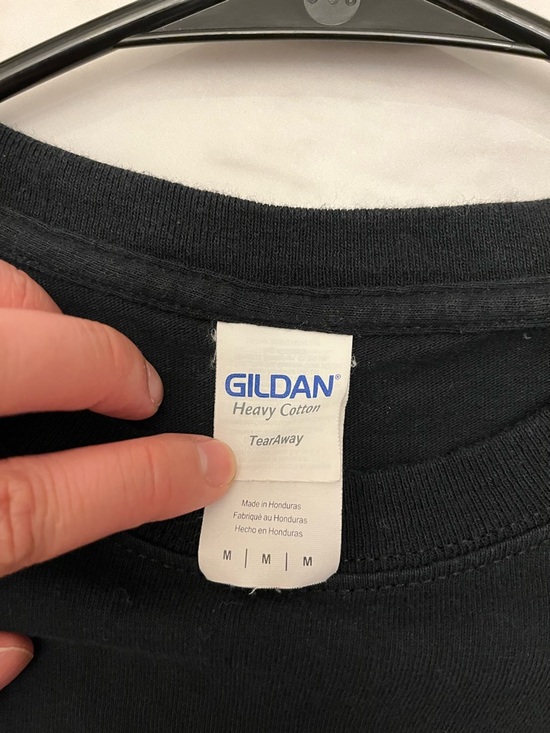 GILDAN®
Heavy Cotton
TearAway
Made in Honduras
Fabriqué au Honduras
Hecho en Honduras
M | M | M